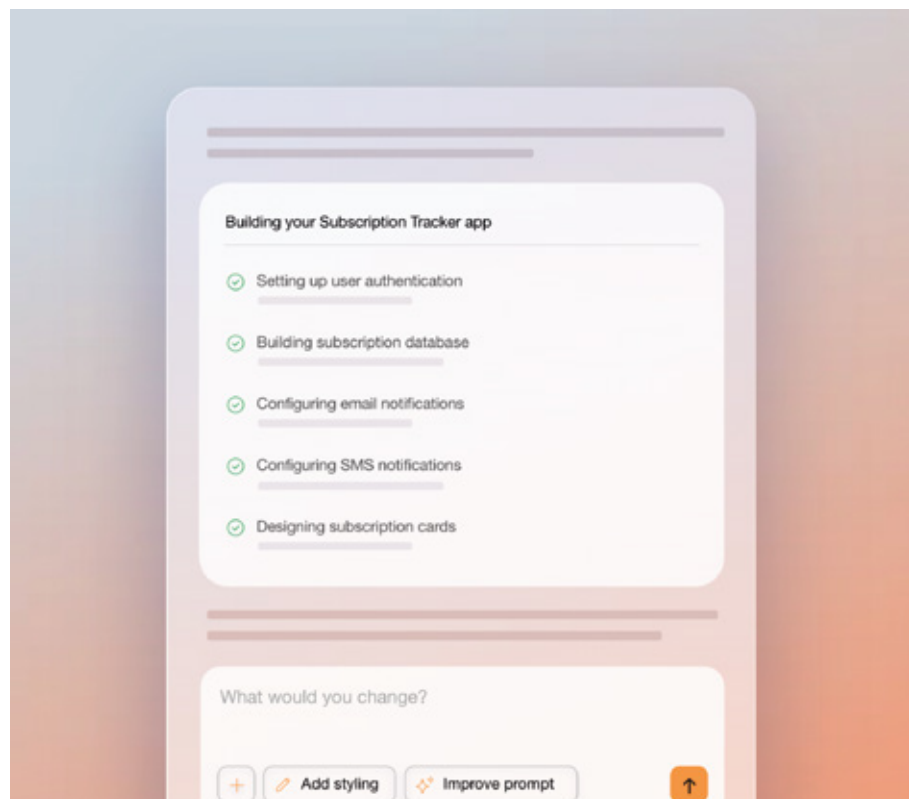 Building your Subscription Tracker app
Setting up user authentication
Building subscription database
Configuring email notifications
Configuring SMS notifications
Designing subscription cards
What would you change?
Add styling
Improve prompt